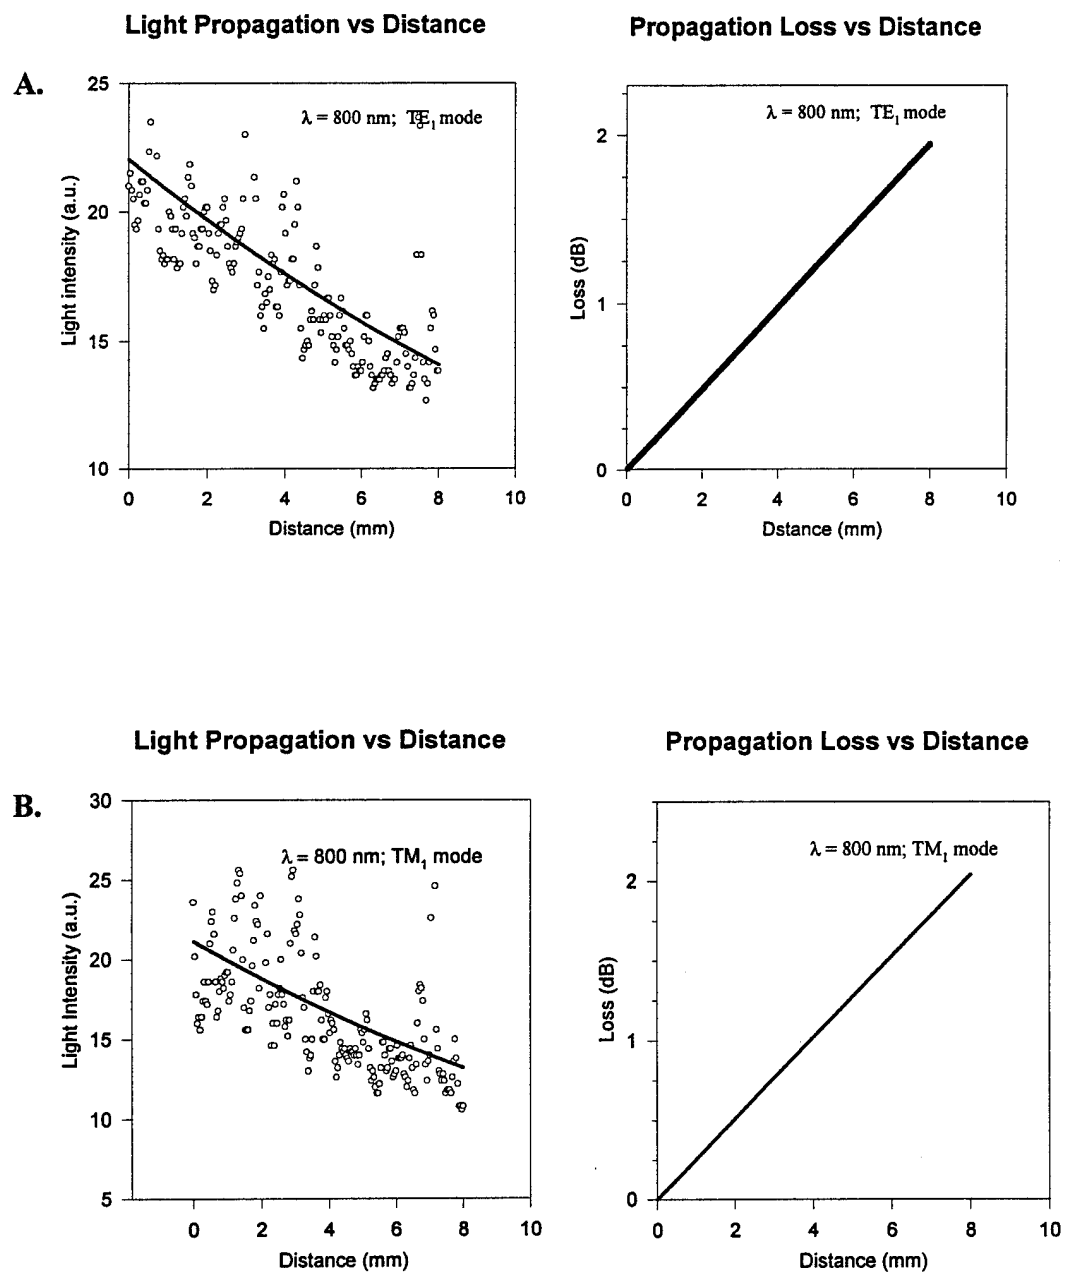 Light Propagation vs Distance
Propagation Loss vs Distance
A.
25
20
15
10
Light intensity (a.u.)
λ = 800 nm; TE1 mode
0 2 4 6 8 10
Distance (mm)
2
1
0
Loss (dB)
λ = 800 nm; TE1 mode
0 2 4 6 8 10
Dstance (mm)
Light Propagation vs Distance
Propagation Loss vs Distance
B.
30
25
20
15
10
5
Light Intensity (a.u.)
λ = 800 nm; TM1 mode
0 2 4 6 8 10
Distance (mm)
2
1
0
Loss (dB)
λ = 800 nm; TM1 mode
0 2 4 6 8 10
Distance (mm)